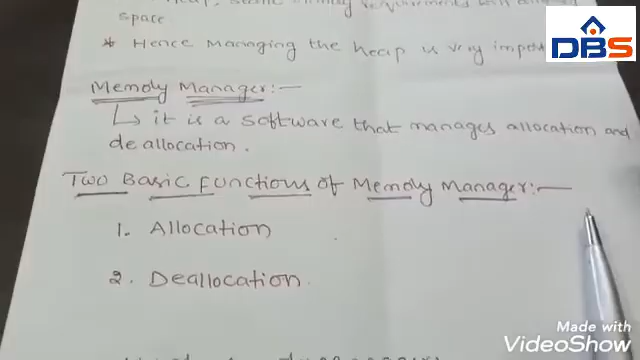 space
* Hence Managing the heap is very
DBS
Memory Manager:-
↳ it is a software that manages allocation and
deallocation.
Two Basic Functions of Memory Manager:-
1. Allocation
2. Deallocation.
Made with
VideoShow